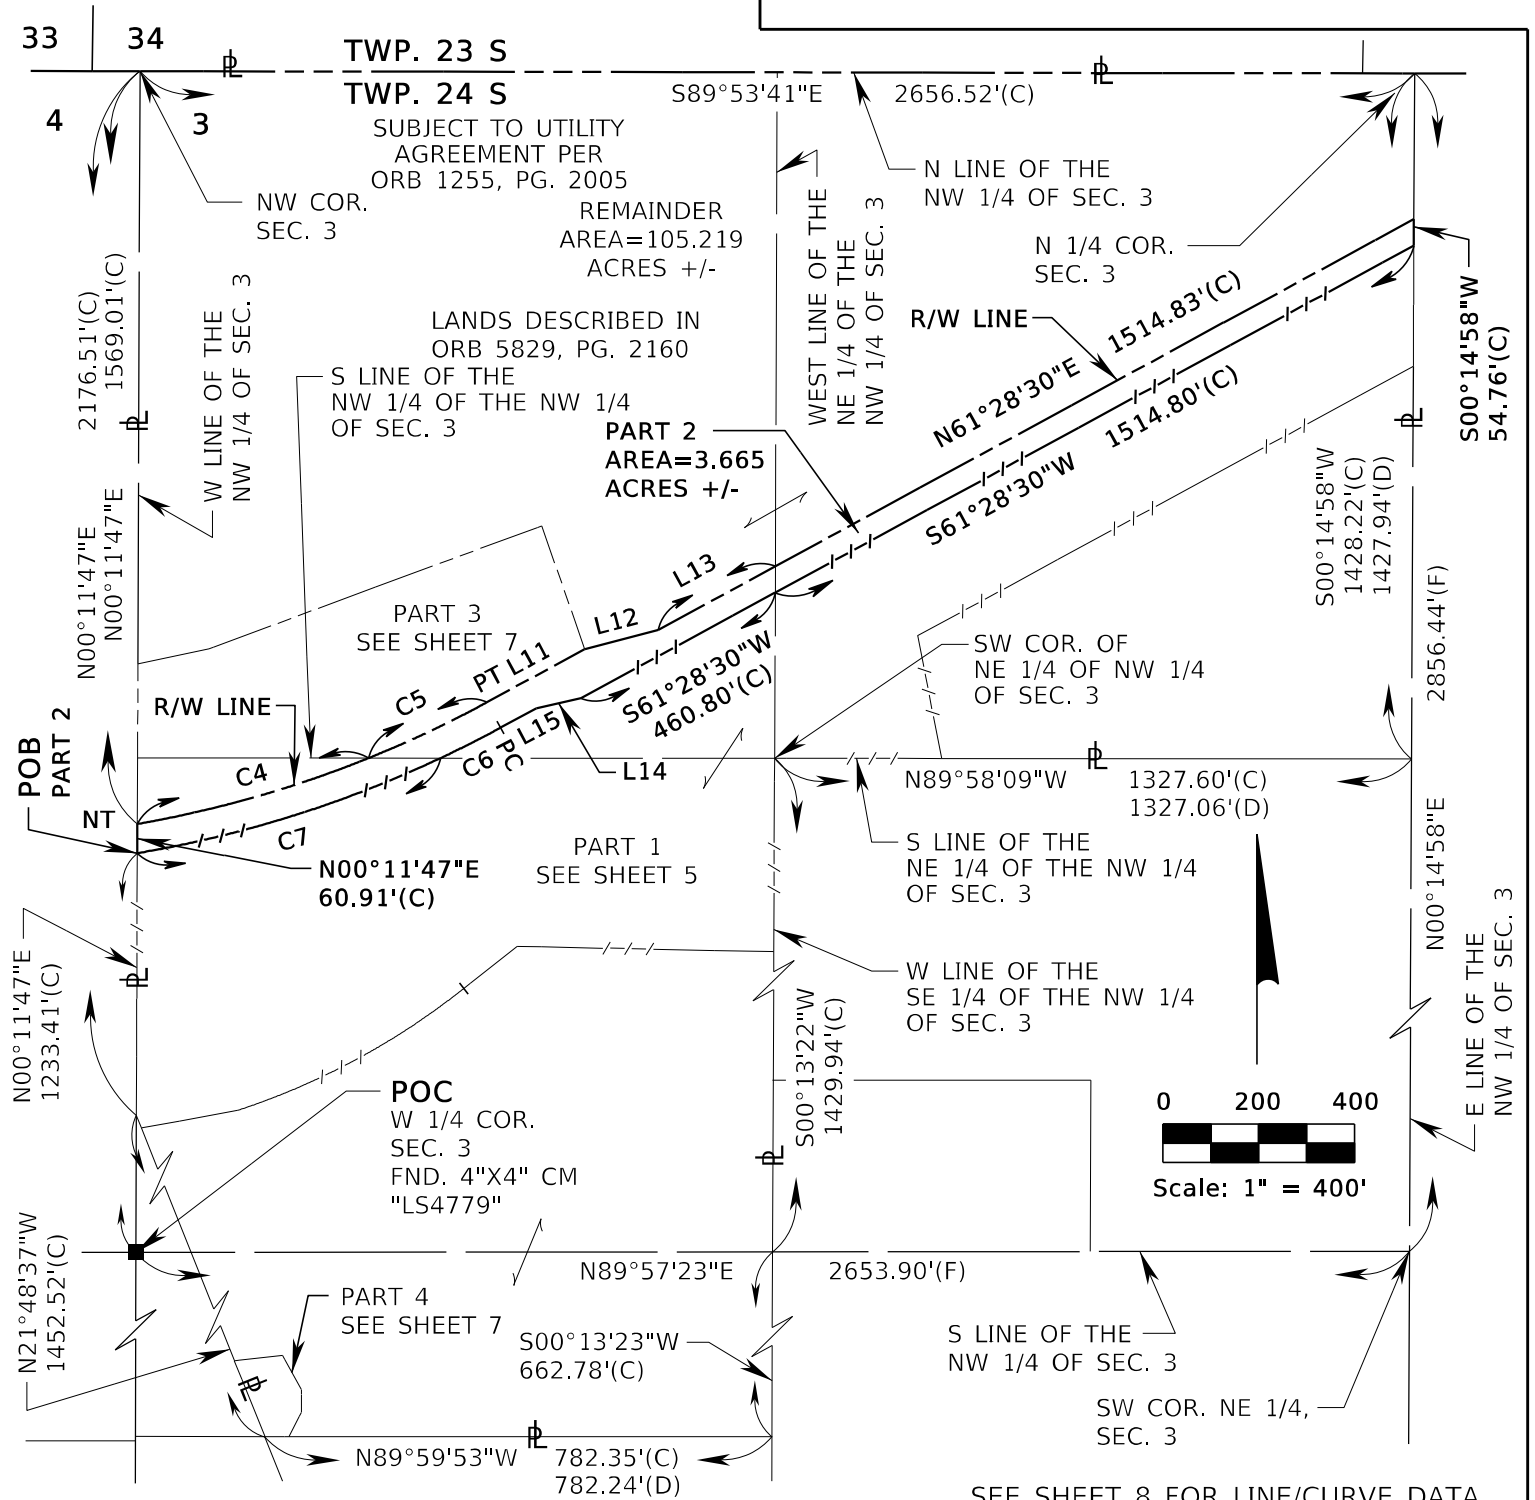 33
34
TWP. 23 S
TWP. 24 S
4
3
S89°53'41"E
2656.52'(C)
SUBJECT TO UTILITY
AGREEMENT PER
ORB 1255, PG. 2005
NW COR.
SEC. 3
REMAINDER
AREA=105.219
ACRES +/-
WEST LINE OF THE
NE 1/4 OF THE
NW 1/4 OF SEC. 3
N LINE OF THE
NW 1/4 OF SEC. 3
N 1/4 COR.
SEC. 3
S00°14'58"W
54.76'(C)
2176.51'(C)
1569.01'(C)
W LINE OF THE
NW 1/4 OF SEC. 3
LANDS DESCRIBED IN
ORB 5829, PG. 2160
S LINE OF THE
NW 1/4 OF THE NW 1/4
OF SEC. 3
PART 2
AREA=3.665
ACRES +/-
R/W LINE
N61°28'30"E
1514.83'(C)
1514.80'(C)
S61°28'30"W
S00°14'58"W
1428.22'(C)
1427.94'(D)
2856.44'(F)
N00°11'47"E
N00°11'47"E
PART 3
SEE SHEET 7
L13
L12
PT L11
C5
R/W LINE
S61°28'30"W
460.80'(C)
SW COR. OF
NE 1/4 OF NW 1/4
OF SEC. 3
POB
PART 2
C4
C6
PC
L15
L14
NT
C7
N89°58'09"W
1327.60'(C)
1327.06'(D)
N00°11'47"E
60.91'(C)
PART 1
SEE SHEET 5
S LINE OF THE
NE 1/4 OF THE NW 1/4
OF SEC. 3
N00°14'58"E
N00°11'47"E
1233.41'(C)
W LINE OF THE
SE 1/4 OF THE NW 1/4
OF SEC. 3
S00°13'22"W
1429.94'(C)
E LINE OF THE
NW 1/4 OF SEC. 3
POC
W 1/4 COR.
SEC. 3
FND. 4"X4" CM
"LS4779"
0
200
400
Scale: 1" = 400'
N21°48'37"W
1452.52'(C)
N89°57'23"E
2653.90'(F)
PART 4
SEE SHEET 7
S00°13'23"W
662.78'(C)
S LINE OF THE
NW 1/4 OF SEC. 3
SW COR. NE 1/4,
SEC. 3
N89°59'53"W
782.35'(C)
782.24'(D)
SEE SHEET 8 FOR LINE/CURVE DATA